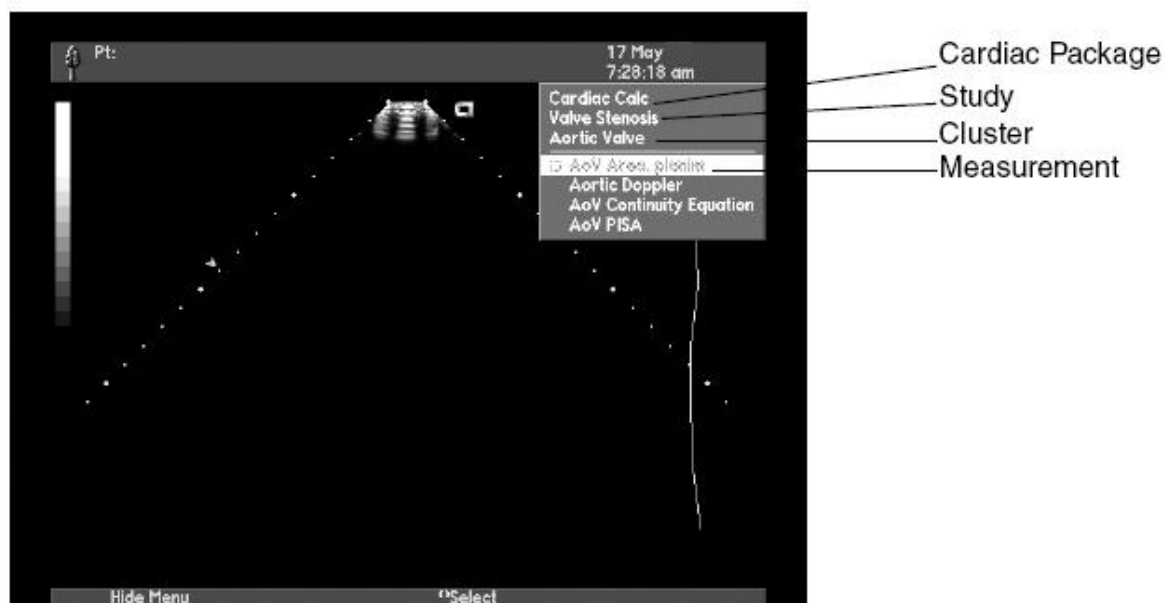 Pt:
17 May
7:28:18 am
Cardiac Calc
Valve Stenosis
Aortic Valve
AoV Area, planim
Aortic Doppler
AoV Continuity Equation
AoV PISA
Cardiac Package
Study
Cluster
Measurement
Hide Menu
Select